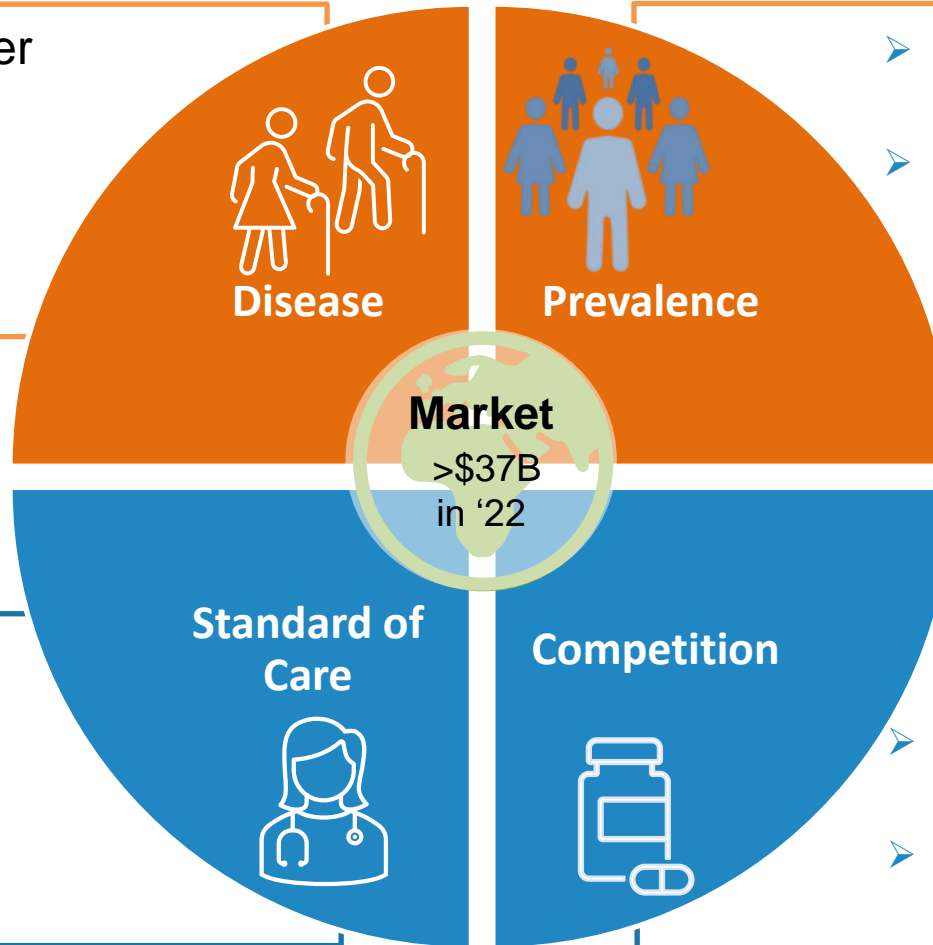 er
Disease
Prevalence
Market
>$37B
in ‘22
Standard of
Care
Competition